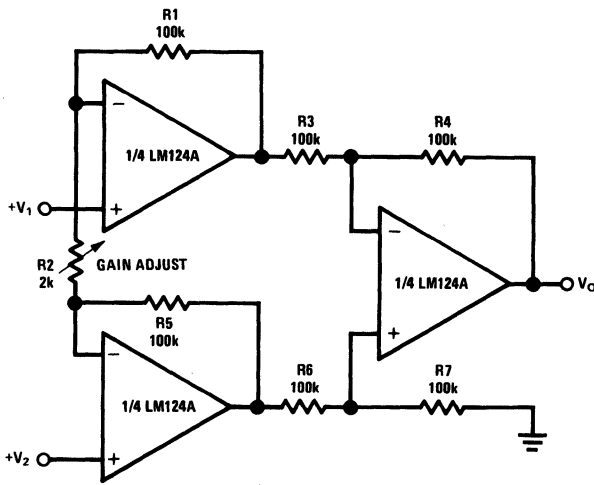 R1
100k
−
1/4 LM124A
+V1
+
R3
100k
R4
100k
R2
2k
GAIN ADJUST
−
1/4 LM124A
+
VO
R5
100k
−
1/4 LM124A
+
+V2
R6
100k
R7
100k